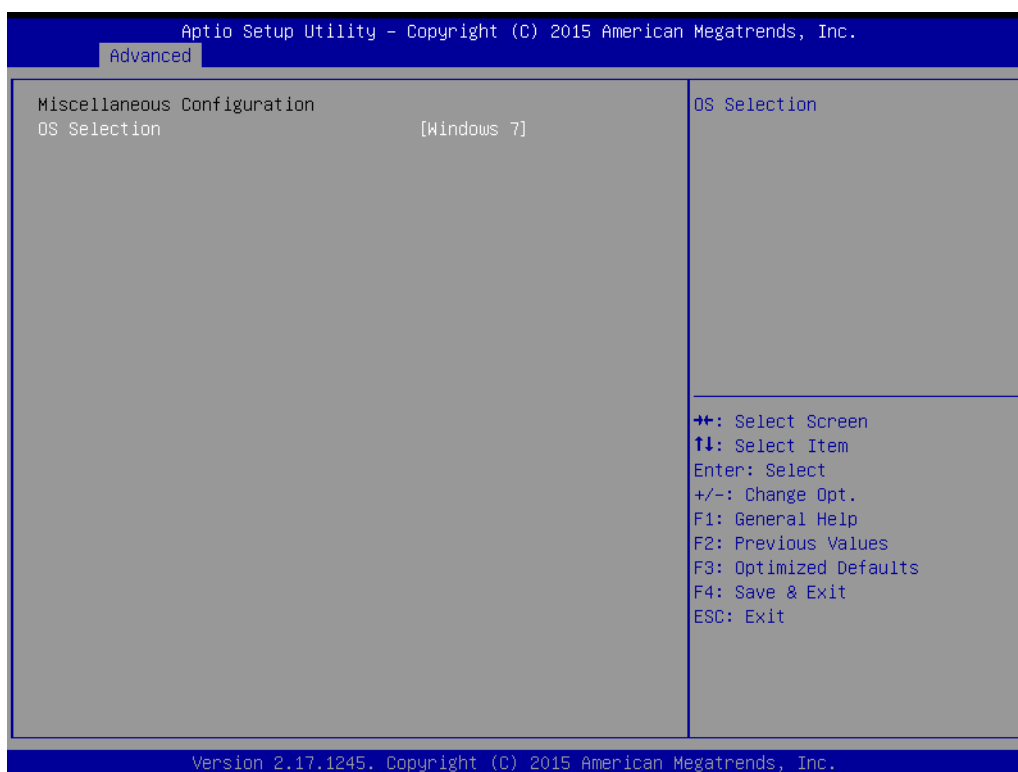 Aptio Setup Utility – Copyright (C) 2015 American Megatrends, Inc.
Advanced
Miscellaneous Configuration
OS Selection [Windows 7]
OS Selection
→←: Select Screen
↑↓: Select Item
Enter: Select
+/-: Change Opt.
F1: General Help
F2: Previous Values
F3: Optimized Defaults
F4: Save & Exit
ESC: Exit
Version 2.17.1245. Copyright (C) 2015 American Megatrends, Inc.